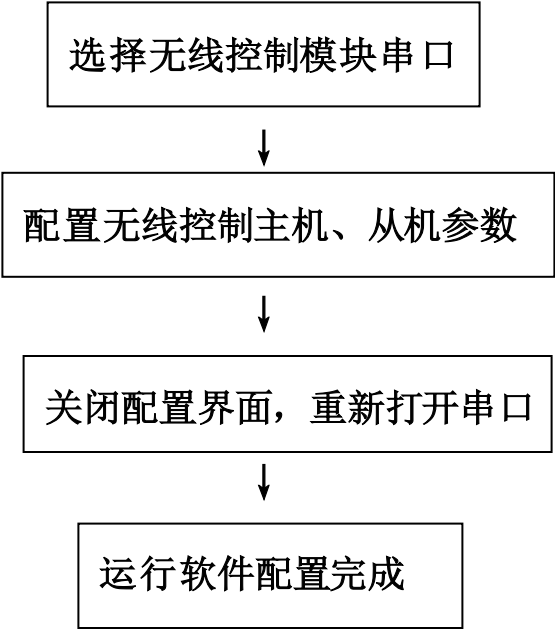 选择无线控制模块串口
配置无线控制主机、从机参数
关闭配置界面，重新打开串口
运行软件配置完成